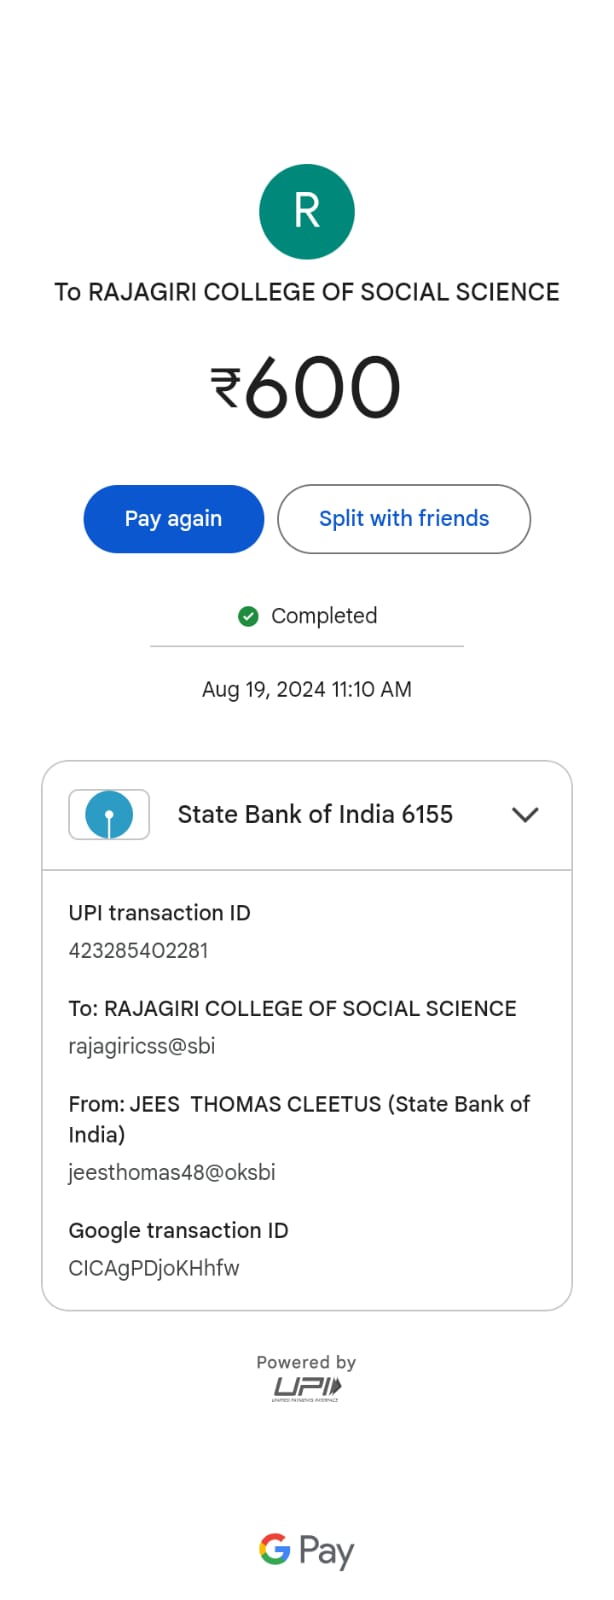 R
To RAJAGIRI COLLEGE OF SOCIAL SCIENCE
₹600
Pay again
Split with friends
Completed
Aug 19, 2024 11:10 AM
State Bank of India 6155
UPI transaction ID
423285402281
To: RAJAGIRI COLLEGE OF SOCIAL SCIENCE
rajagiricss@sbi
From: JEES  THOMAS CLEETUS (State Bank of
India)
jeesthomas48@oksbi
Google transaction ID
CICAgPDjoKHhfw
Powered by
UPI
UNIFIED PAYMENTS INTERFACE
G Pay